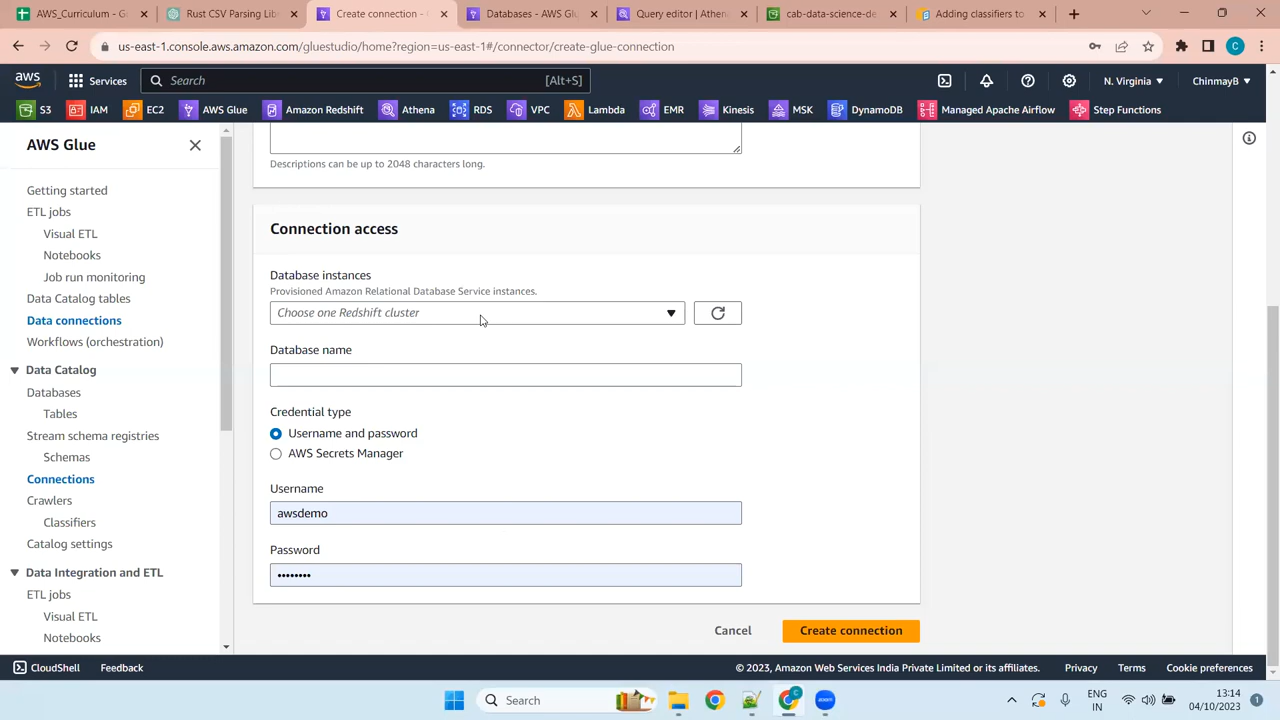 AWS_Curriculum - G
Rust CSV Parsing Lib
Create connection -
Databases - AWS Glu
Query editor | Athen
cab-data-science-de
Adding classifiers to
us-east-1.console.aws.amazon.com/gluestudio/home?region=us-east-1#/connector/create-glue-connection
aws
Services
Search
[Alt+S]
N. Virginia
ChinmayB
S3
IAM
EC2
AWS Glue
Amazon Redshift
Athena
RDS
VPC
Lambda
EMR
Kinesis
MSK
DynamoDB
Managed Apache Airflow
Step Functions
AWS Glue
Getting started
ETL jobs
Visual ETL
Notebooks
Job run monitoring
Data Catalog tables
Data connections
Workflows (orchestration)
Data Catalog
Databases
Tables
Stream schema registries
Schemas
Connections
Crawlers
Classifiers
Catalog settings
Data Integration and ETL
ETL jobs
Visual ETL
Notebooks
Descriptions can be up to 2048 characters long.
Connection access
Database instances
Provisioned Amazon Relational Database Service instances.
Choose one Redshift cluster
Database name
Credential type
Username and password
AWS Secrets Manager
Username
awsdemo
Password
••••••••
Cancel
Create connection
CloudShell
Feedback
© 2023, Amazon Web Services India Private Limited or its affiliates.
Privacy
Terms
Cookie preferences
Search
C
zoom
ENG
IN
13:14
04/10/2023
1